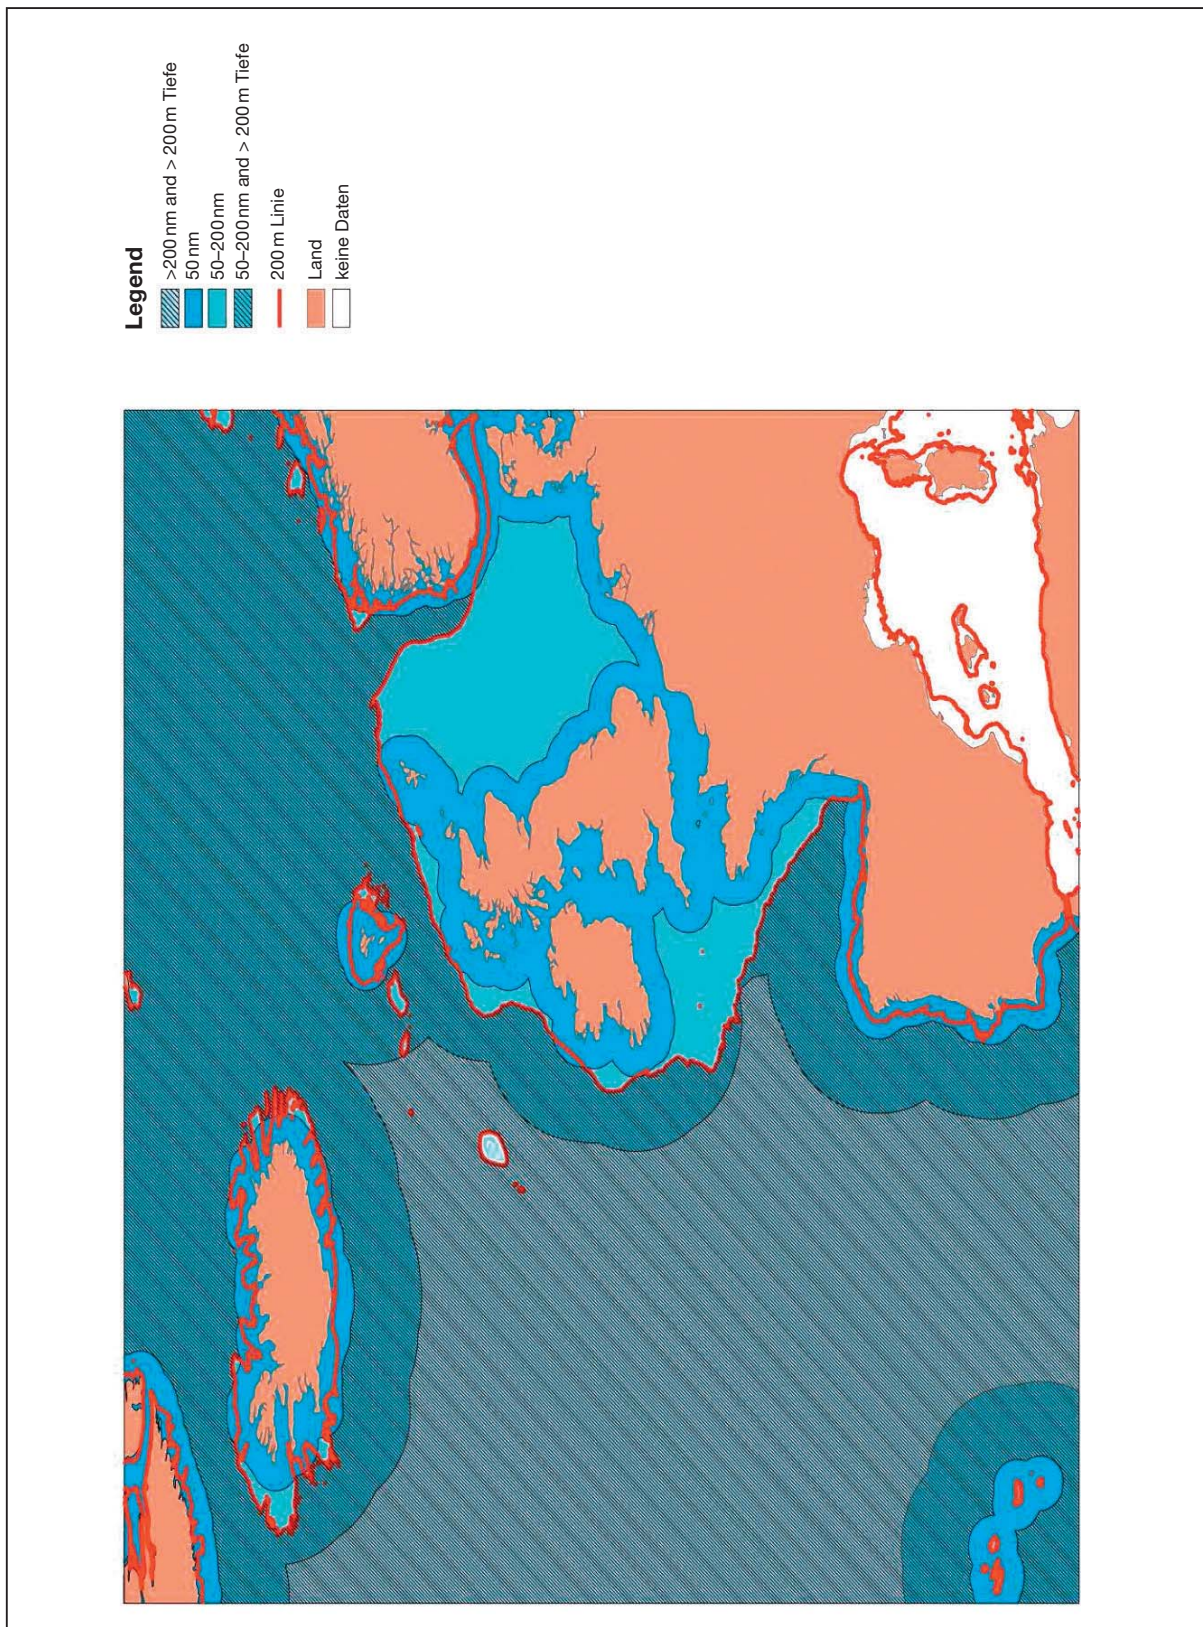 Legend
>200 nm and > 200 m Tiefe
50 nm
50–200 nm
50–200 nm and > 200 m Tiefe
200 m Linie
Land
keine Daten